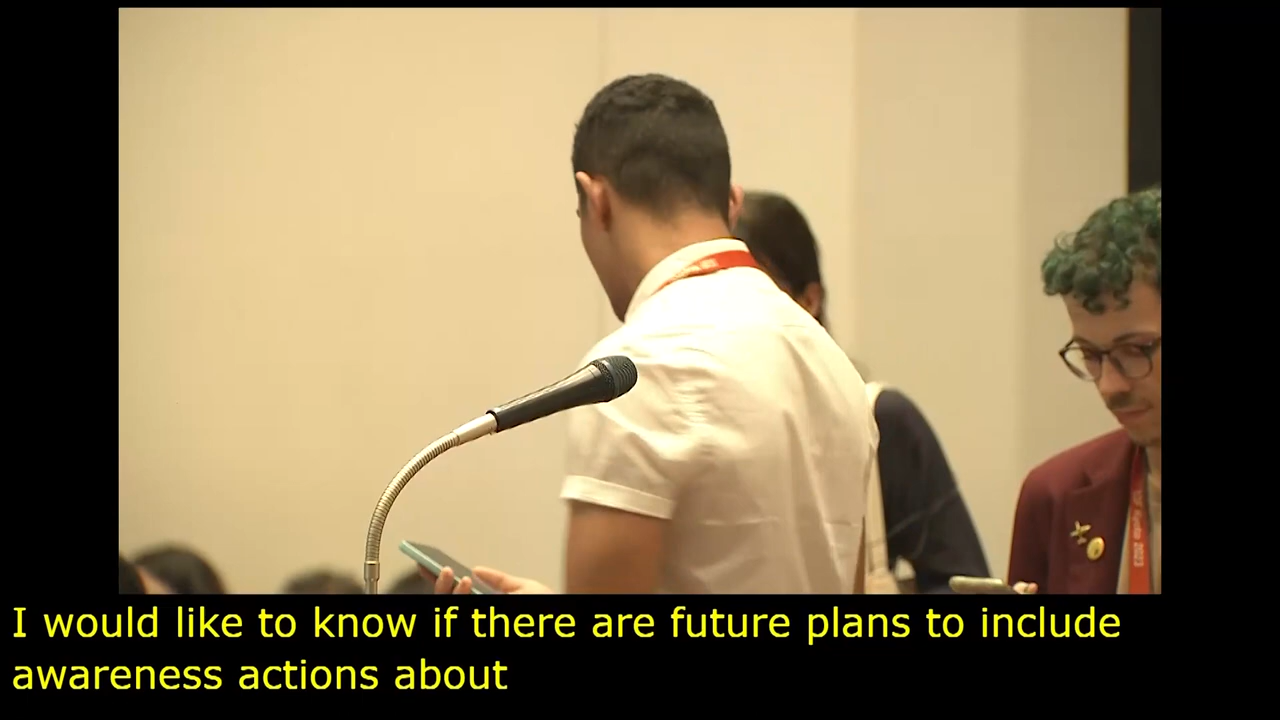 I would like to know if there are future plans to include
awareness actions about